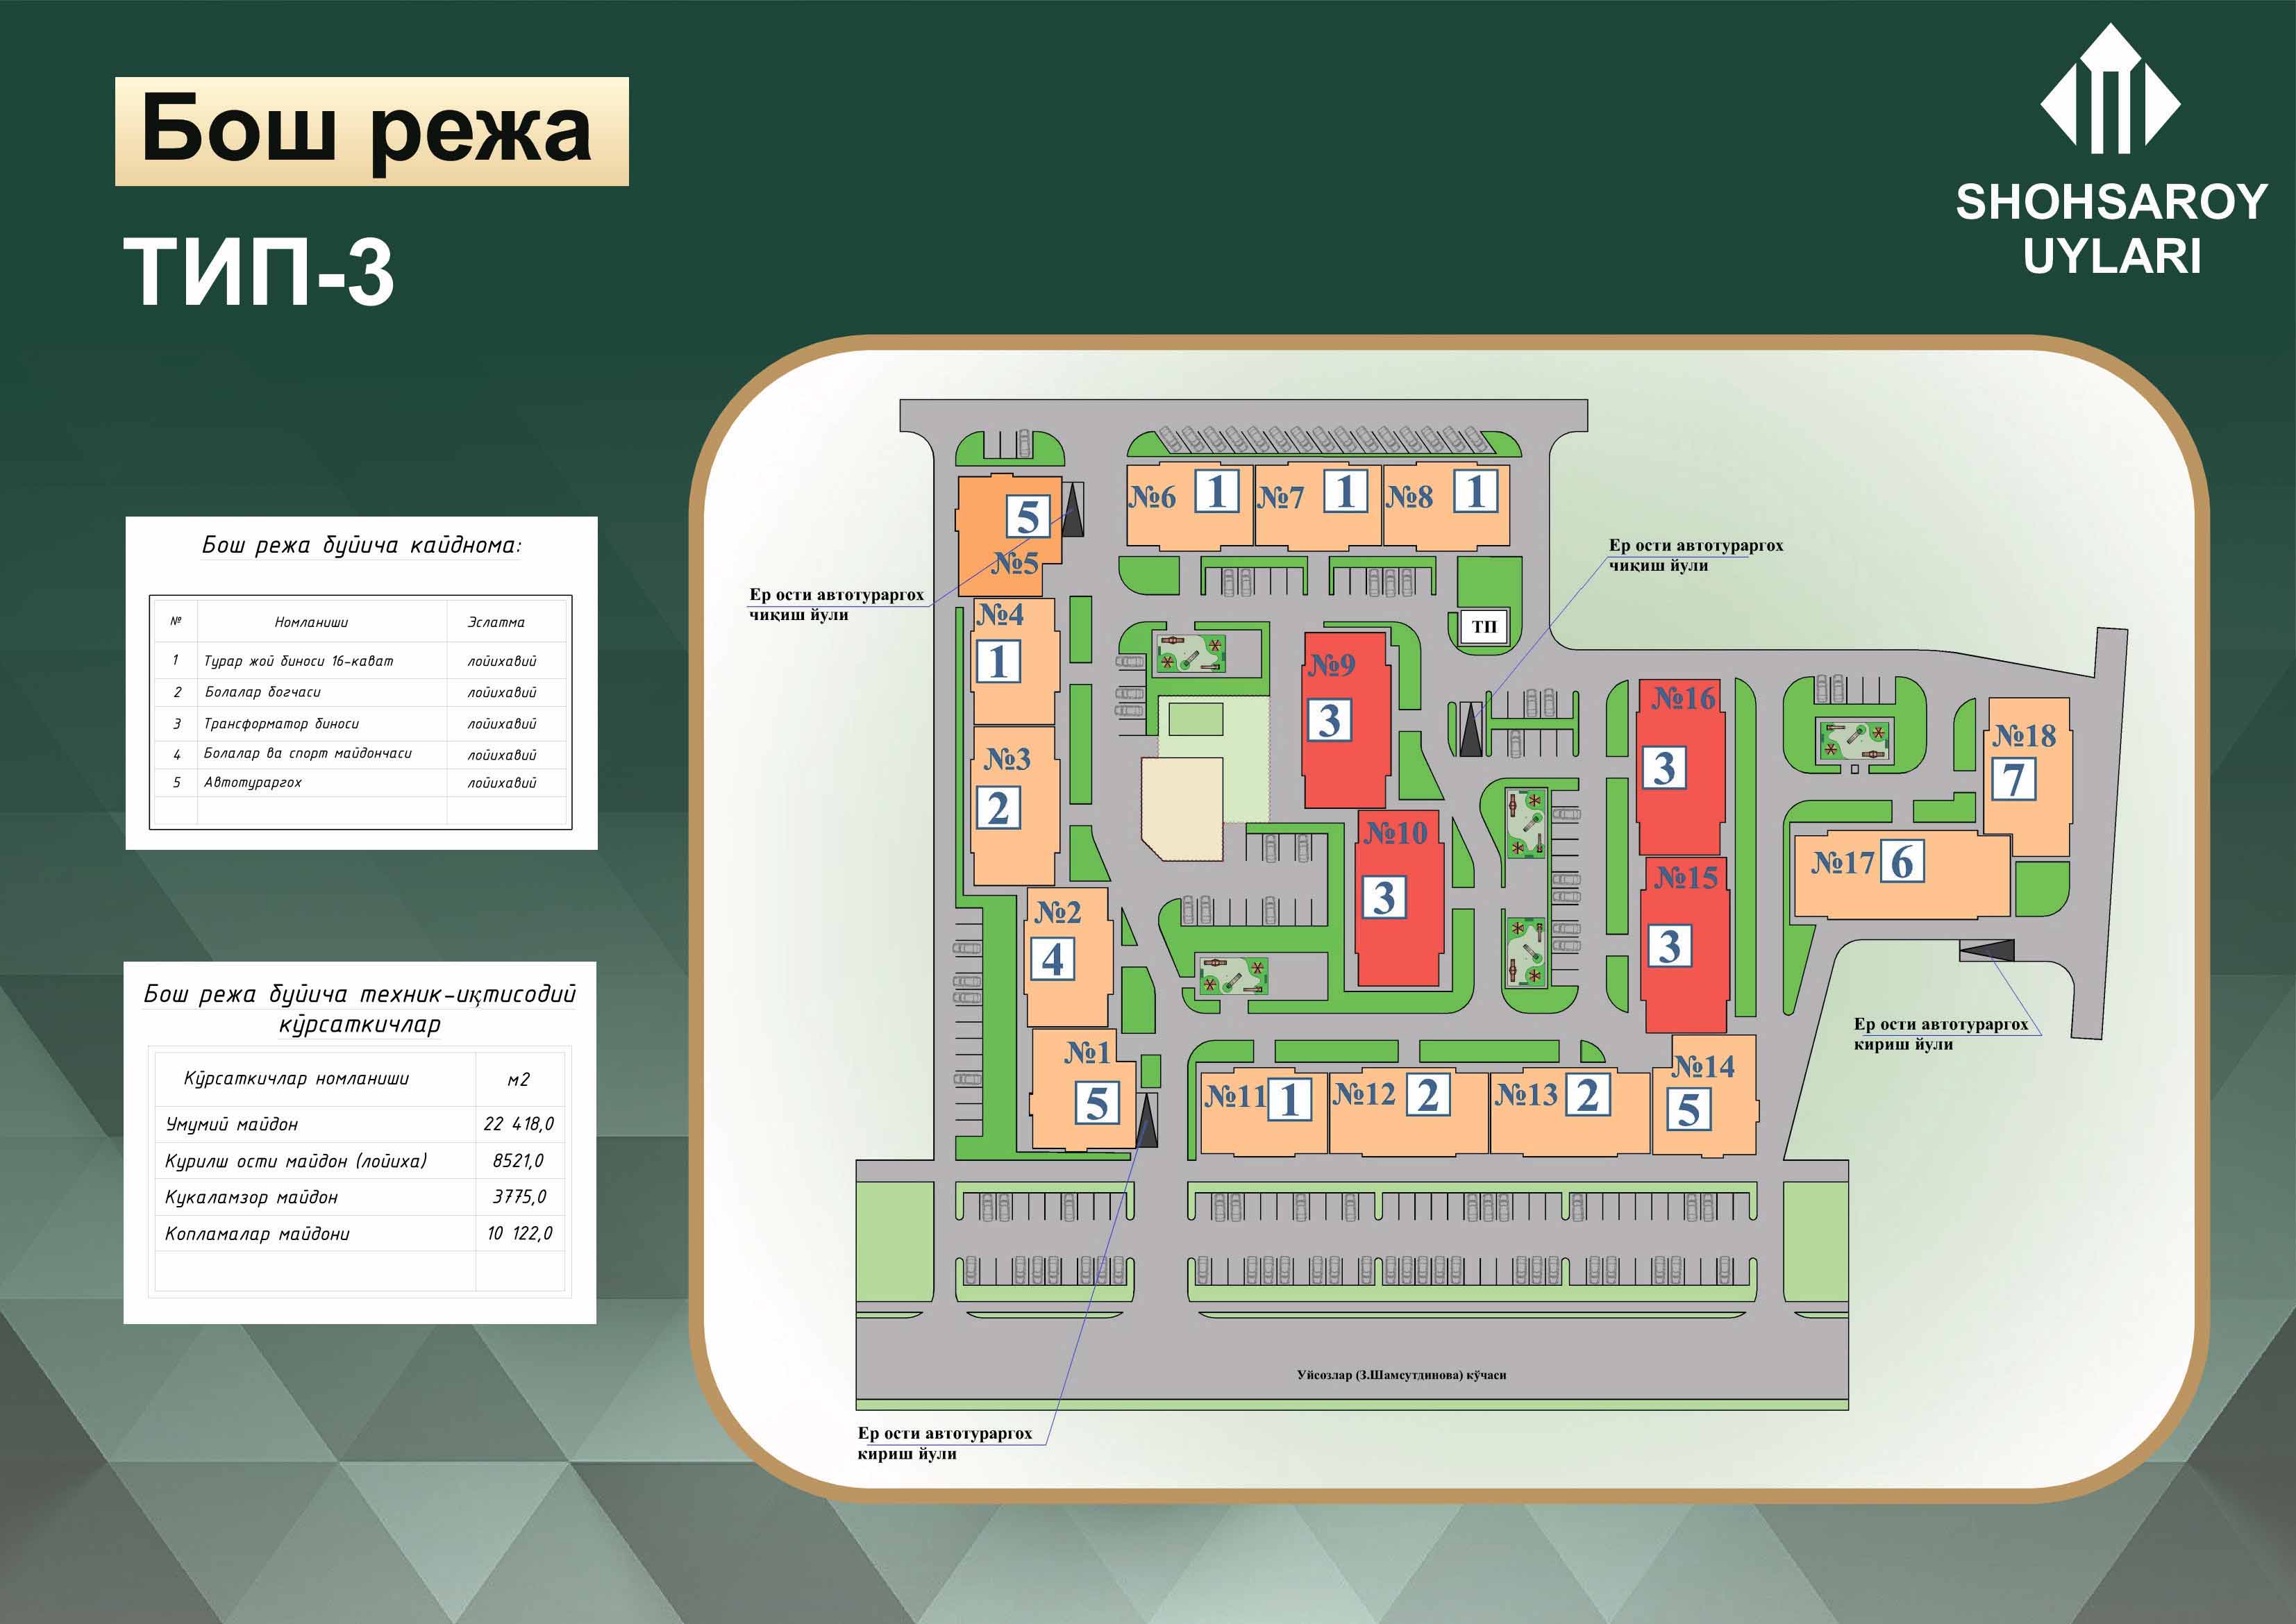 Бош режа
ТИП-3
SHOHSAROY
UYLARI
Бош режа буйича кайднома:
№ Номланиши Эслатма
1 Турар жой биноси 16-кават лойихавий
2 Болалар богчаси лойихавий
3 Трансформатор биноси лойихавий
4 Болалар ва спорт майдончаси лойихавий
5 Автотураргох лойихавий
Бош режа буйича техник-иқтисодий
кўрсаткичлар
Кўрсаткичлар номланиши м2
Умумий майдон 22 418,0
Курилш ости майдон (лойиха) 8521,0
Кукаламзор майдон 3775,0
Копламалар майдони 10 122,0
5
№5
№6 1
№7 1
№8 1
Ер ости автотураргох
чиқиш йули
Ер ости автотураргох
чиқиш йули
№4
1
ТП
№9
3
№16
3
№3
2
№18
7
№10
3
№17 6
№15
3
№2
4
Ер ости автотураргох
кириш йули
№1
5
№11 1
№12 2
№13 2
№14
5
Уйсозлар (З.Шамсутдинова) кўчаси
Ер ости автотураргох
кириш йули